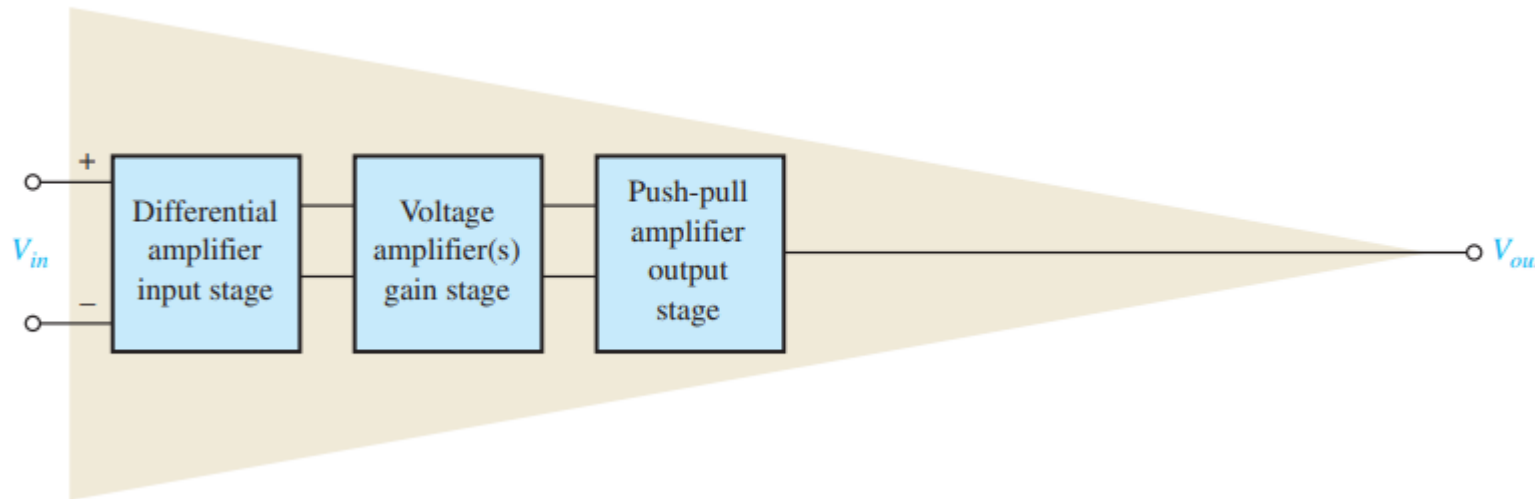 +
Differential
amplifier
input stage
Voltage
amplifier(s)
gain stage
Push-pull
amplifier
output
stage
V_in
V_ou
−